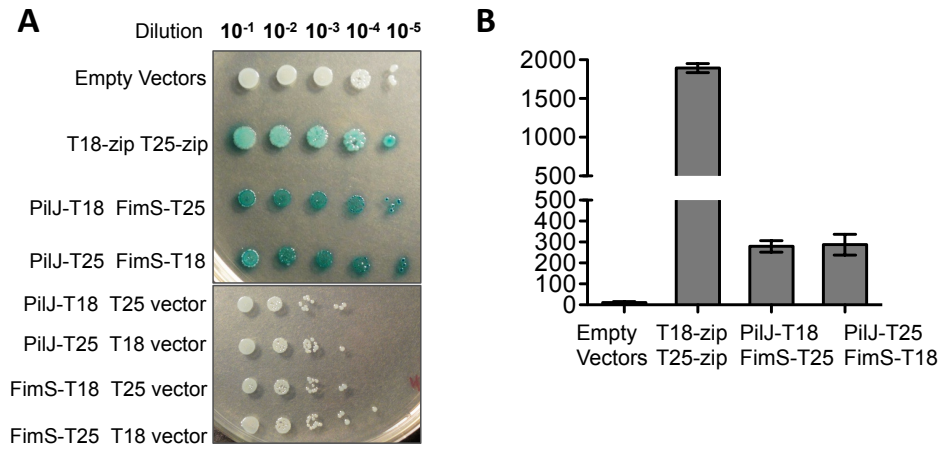 A
B
Dilution 10-1 10-2 10-3 10-4 10-5
Empty Vectors
T18-zip T25-zip
PilJ-T18 FimS-T25
PilJ-T25 FimS-T18
PilJ-T18 T25 vector
PilJ-T25 T18 vector
FimS-T18 T25 vector
FimS-T25 T18 vector
2000
1500
1000
500
500
400
300
200
100
0
Empty Vectors
T18-zip T25-zip
PilJ-T18 FimS-T25
PilJ-T25 FimS-T18